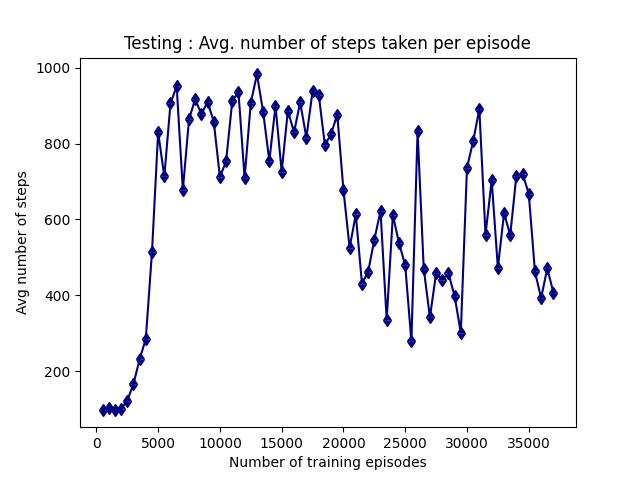 Testing : Avg. number of steps taken per episode
1000
800
600
400
200
Avg number of steps
0 5000 10000 15000 20000 25000 30000 35000
Number of training episodes